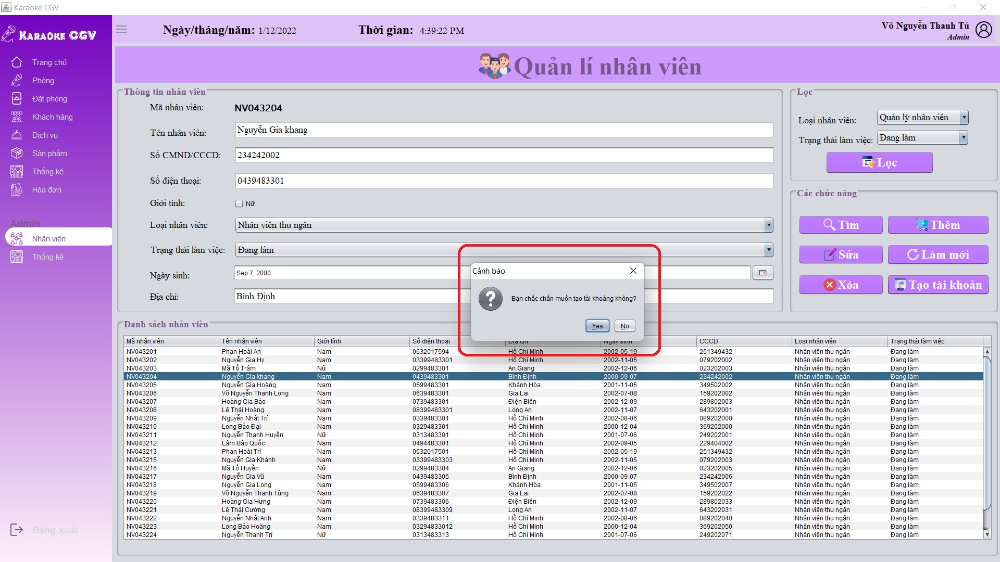 Karaoke CGV
KARAOKE CGV
Ngày/tháng/năm: 1/12/2022
Thời gian: 4:39:22 PM
Võ Nguyễn Thanh Tú
Admin
Trang chủ
Phòng
Đặt phòng
Khách hàng
Dịch vụ
Sản phẩm
Thống kê
Hóa đơn
Admin
Nhân viên
Thống kê
Đăng xuất
Quản lí nhân viên
Thông tin nhân viên
Mã nhân viên: NV043204
Tên nhân viên: Nguyễn Gia khang
Số CMND/CCCD: 234242002
Số điện thoại: 0439483301
Giới tính: Nữ
Loại nhân viên: Nhân viên thu ngân
Trạng thái làm việc: Đang làm
Ngày sinh: Sep 7, 2000
Địa chỉ: Bình Định
Lọc
Loại nhân viên: Quản lý nhân viên
Trạng thái làm việc: Đang làm
Lọc
Các chức năng
Tìm Thêm
Sửa Làm mới
Xóa Tạo tài khoản
Cảnh báo
Bạn chắc chắn muốn tạo tài khoảng không?
Yes No
Danh sách nhân viên
Mã nhân viên Tên nhân viên Giới tính Số điện thoại Địa chỉ Ngày sinh CCCD Loại nhân viên Trạng thái làm việc
NV043201 Phan Hoài An Nam 0632017594 Hồ Chí Minh 2002-05-19 251349432 Nhân viên thu ngân Đang làm
NV043202 Nguyễn Gia Hy Nam 03399483301 Hồ Chí Minh 2002-11-05 079202002 Nhân viên thu ngân Đang làm
NV043203 Mã Tố Trâm Nữ 0299483301 An Giang 2002-12-06 023202003 Nhân viên thu ngân Đang làm
NV043204 Nguyễn Gia khang Nam 0439483301 Bình Định 2000-09-07 234242002 Nhân viên thu ngân Đang làm
NV043205 Nguyễn Gia Hoàng Nam 0599483301 Khánh Hòa 2001-11-05 349502002 Nhân viên thu ngân Đang làm
NV043206 Võ Nguyễn Thanh Long Nam 0639483301 Gia Lai 2002-07-08 159202002 Nhân viên thu ngân Đang làm
NV043207 Hoàng Gia Bảo Nam 0739483301 Điện Biên 2002-12-09 289802003 Nhân viên thu ngân Đang làm
NV043208 Lê Thái Hoàng Nam 08399483301 Long An 2002-11-07 643202001 Nhân viên thu ngân Đang làm
NV043209 Nguyễn Nhất Trí Nam 0339483301 Hồ Chí Minh 2002-08-06 089202000 Nhân viên thu ngân Đang làm
NV043210 Long Bảo Đại Nam 0329483301 Hồ Chí Minh 2000-12-04 369202000 Nhân viên thu ngân Đang làm
NV043211 Nguyễn Thanh Huyền Nữ 0313483301 Hồ Chí Minh 2001-07-06 249202001 Nhân viên thu ngân Đang làm
NV043212 Lâm Bảo Quốc Nam 0494483301 Hồ Chí Minh 2002-09-05 229404002 Nhân viên thu ngân Đang làm
NV043213 Phan Hoài Trí Nam 0632017501 Hồ Chí Minh 2002-05-19 251349432 Nhân viên thu ngân Đang làm
NV043215 Nguyễn Gia Khánh Nam 03399483303 Hồ Chí Minh 2002-11-05 079202003 Nhân viên thu ngân Đang làm
NV043216 Mã Tố Huyền Nữ 0299483304 An Giang 2002-12-06 023202005 Nhân viên thu ngân Đang làm
NV043217 Nguyễn Gia Vũ Nam 0439483305 Bình Định 2000-09-07 234242006 Nhân viên thu ngân Đang làm
NV043218 Nguyễn Gia Long Nam 0599483306 Khánh Hòa 2001-11-05 349502007 Nhân viên thu ngân Đang làm
NV043219 Võ Nguyễn Thanh Tùng Nam 0639483307 Gia Lai 2002-07-08 159202022 Nhân viên thu ngân Đang làm
NV043220 Hoàng Gia Hưng Nam 0739483306 Điện Biên 2002-12-09 289802033 Nhân viên thu ngân Đang làm
NV043221 Lê Thái Cường Nam 08399483309 Long An 2002-11-07 643202031 Nhân viên thu ngân Đang làm
NV043222 Nguyễn Nhất Anh Nam 0339483311 Hồ Chí Minh 2002-08-06 089202040 Nhân viên thu ngân Đang làm
NV043223 Long Bảo Hoàng Nam 03294833012 Hồ Chí Minh 2000-12-04 369202050 Nhân viên thu ngân Đang làm
NV043224 Nguyễn Thanh Trí Nữ 0313483313 Hồ Chí Minh 2001-07-06 249202071 Nhân viên thu ngân Đang làm